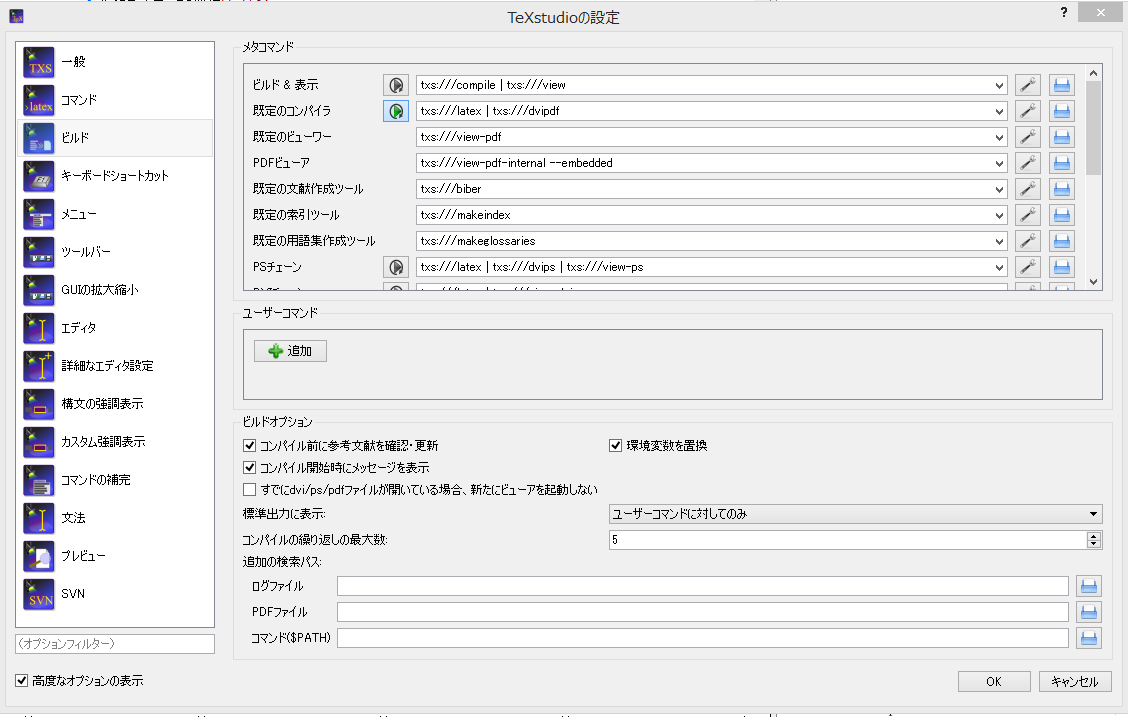 TeXstudioの設定
?
TXS 一般
>latex コマンド
ビルド
キーボードショートカット
メニュー
ツールバー
GUIの拡大縮小
エディタ
詳細なエディタ設定
構文の強調表示
カスタム強調表示
コマンドの補完
文法
プレビュー
SVN SVN
(オプションフィルター)
高度なオプションの表示
メタコマンド
ビルド & 表示 txs:///compile | txs:///view
既定のコンパイラ txs:///latex | txs:///dvipdf
既定のビューワー txs:///view-pdf
PDFビューア txs:///view-pdf-internal --embedded
既定の文献作成ツール txs:///biber
既定の索引ツール txs:///makeindex
既定の用語集作成ツール txs:///makeglossaries
PSチェーン txs:///latex | txs:///dvips | txs:///view-ps
ユーザーコマンド
追加
ビルドオプション
コンパイル前に参考文献を確認・更新 環境変数を置換
コンパイル開始時にメッセージを表示
すでにdvi/ps/pdfファイルが開いている場合、新たにビューアを起動しない
標準出力に表示: ユーザーコマンドに対してのみ
コンパイルの繰り返しの最大数: 5
追加の検索パス:
ログファイル
PDFファイル
コマンド($PATH)
OK キャンセル